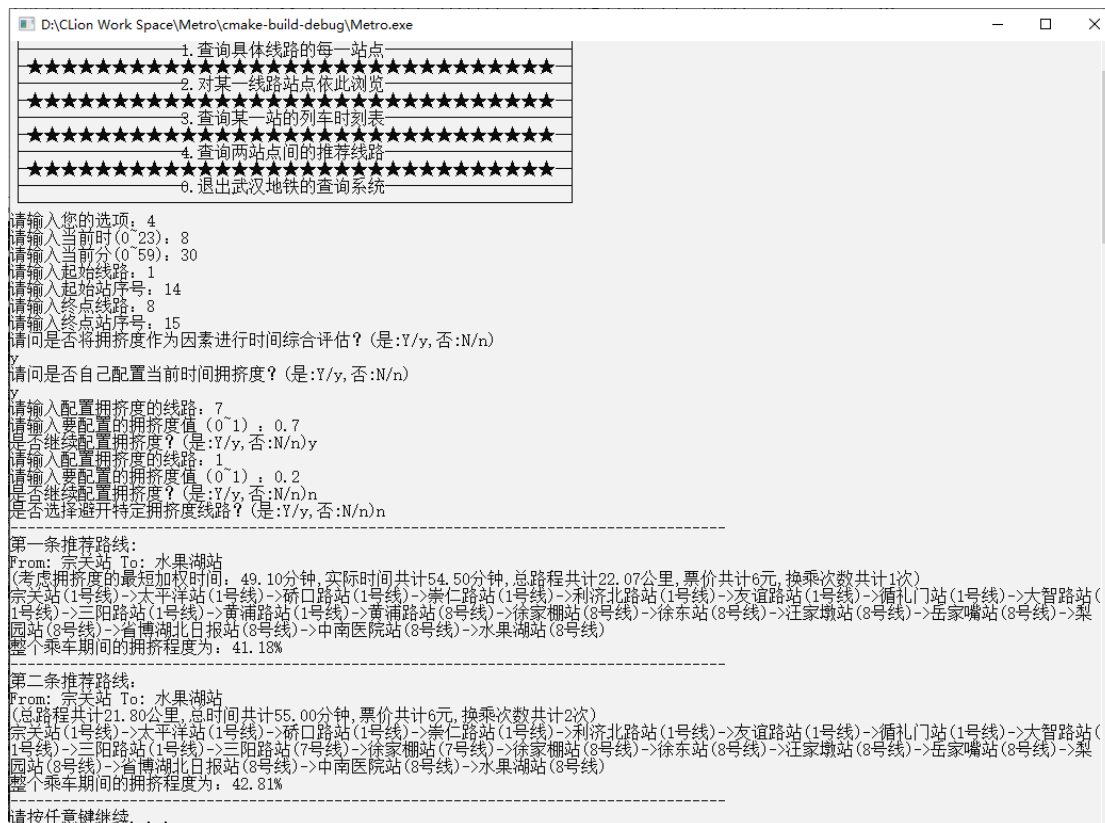 D:\CLion Work Space\Metro\cmake-build-debug\Metro.exe
1.查询具体线路的每一站点
★★★★★★★★★★★★★★★★★★★★★★★★★★★★★★★
2.对某一线路站点依此浏览
★★★★★★★★★★★★★★★★★★★★★★★★★★★★★★★
3.查询某一站的列车时刻表
★★★★★★★★★★★★★★★★★★★★★★★★★★★★★★★
4.查询两站点间的推荐线路
★★★★★★★★★★★★★★★★★★★★★★★★★★★★★★★
0.退出武汉地铁的查询系统
请输入您的选项：4
请输入当前时(0~23)：8
请输入当前分(0~59)：30
请输入起始线路：1
请输入起始站序号：14
请输入终点线路：8
请输入终点站序号：15
请问是否将拥挤度作为因素进行时间综合评估？(是:Y/y,否:N/n)
y
请问是否自己配置当前时间拥挤度？(是:Y/y,否:N/n)
y
请输入配置拥挤度的线路：7
请输入要配置的拥挤度值（0~1）：0.7
是否继续配置拥挤度？(是:Y/y,否:N/n)y
请输入配置拥挤度的线路：1
请输入要配置的拥挤度值（0~1）：0.2
是否继续配置拥挤度？(是:Y/y,否:N/n)n
是否选择避开特定拥挤度线路？(是:Y/y,否:N/n)n
第一条推荐路线:
From: 宗关站 To: 水果湖站
(考虑拥挤度的最短加权时间：49.10分钟,实际时间共计54.50分钟,总路程共计22.07公里,票价共计6元,换乘次数共计1次)
宗关站(1号线)->太平洋站(1号线)->硚口路站(1号线)->崇仁路站(1号线)->利济北路站(1号线)->友谊路站(1号线)->循礼门站(1号线)->大智路站(
1号线)->三阳路站(1号线)->黄浦路站(1号线)->黄浦路站(8号线)->徐家棚站(8号线)->徐东站(8号线)->汪家墩站(8号线)->岳家嘴站(8号线)->梨
园站(8号线)->省博湖北日报站(8号线)->中南医院站(8号线)->水果湖站(8号线)
整个乘车期间的拥挤程度为：41.18%
第二条推荐路线：
From: 宗关站 To: 水果湖站
(总路程共计21.80公里,总时间共计55.00分钟,票价共计6元,换乘次数共计2次)
宗关站(1号线)->太平洋站(1号线)->硚口路站(1号线)->崇仁路站(1号线)->利济北路站(1号线)->友谊路站(1号线)->循礼门站(1号线)->大智路站(
1号线)->三阳路站(1号线)->三阳路站(7号线)->徐家棚站(7号线)->徐家棚站(8号线)->徐东站(8号线)->汪家墩站(8号线)->岳家嘴站(8号线)->梨
园站(8号线)->省博湖北日报站(8号线)->中南医院站(8号线)->水果湖站(8号线)
整个乘车期间的拥挤程度为：42.81%
请按任意键继续. . .